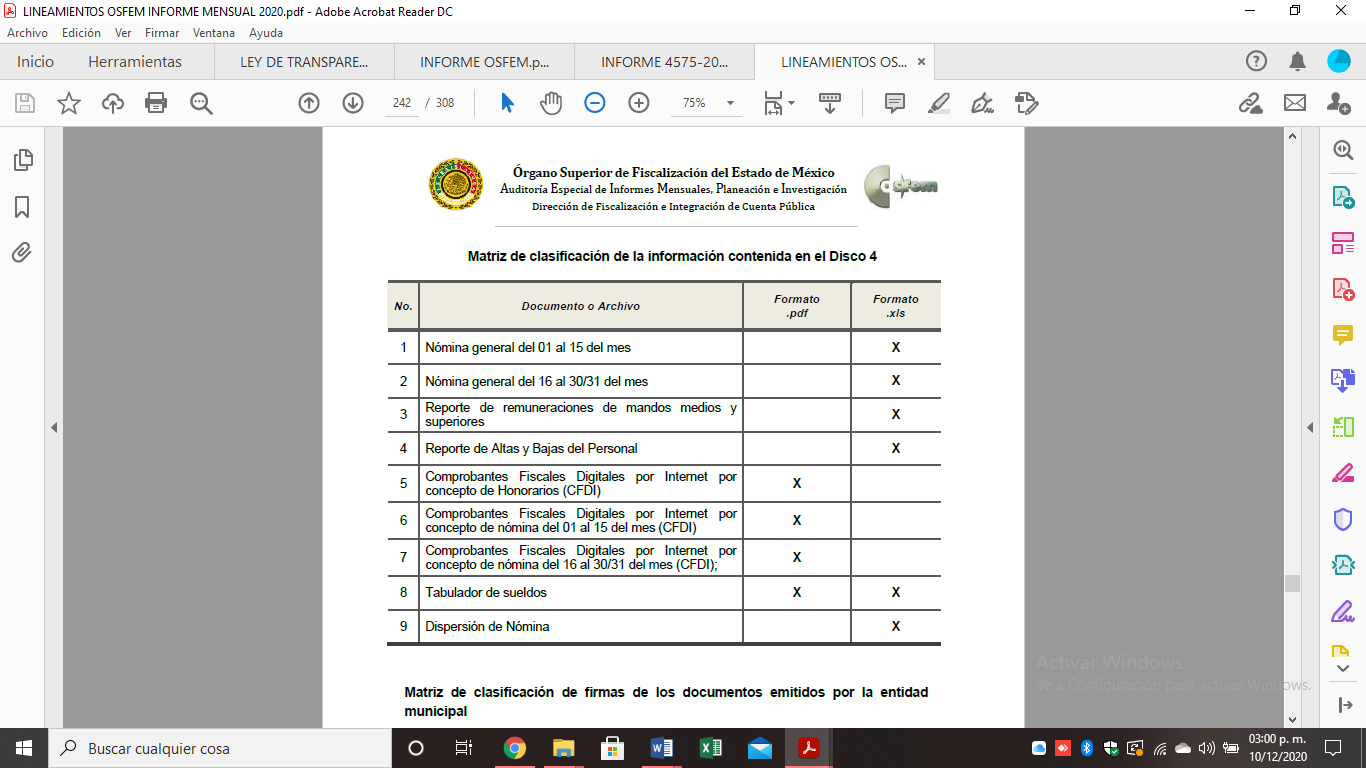 LINEAMIENTOS OSFEM INFORME MENSUAL 2020.pdf - Adobe Acrobat Reader DC
Archivo Edición Ver Firmar Ventana Ayuda
Inicio Herramientas LEY DE TRANSPARE... INFORME OSFEM.p... INFORME 4575-20... LINEAMIENTOS OS... ×
242 / 308 75%
Órgano Superior de Fiscalización del Estado de México
Auditoría Especial de Informes Mensuales, Planeación e Investigación
Dirección de Fiscalización e Integración de Cuenta Pública
osfem
Matriz de clasificación de la información contenida en el Disco 4
No. Documento o Archivo Formato .pdf Formato .xls
1 Nómina general del 01 al 15 del mes X
2 Nómina general del 16 al 30/31 del mes X
3 Reporte de remuneraciones de mandos medios y
superiores X
4 Reporte de Altas y Bajas del Personal X
5 Comprobantes Fiscales Digitales por Internet por
concepto de Honorarios (CFDI) X
6 Comprobantes Fiscales Digitales por Internet por
concepto de nómina del 01 al 15 del mes (CFDI) X
7 Comprobantes Fiscales Digitales por Internet por
concepto de nómina del 16 al 30/31 del mes (CFDI); X
8 Tabulador de sueldos X X
9 Dispersión de Nómina X
Matriz de clasificación de firmas de los documentos emitidos por la entidad
municipal
Activar Windows
Ve a Configuración para activar Windows.
Buscar cualquier cosa
03:00 p. m.
10/12/2020